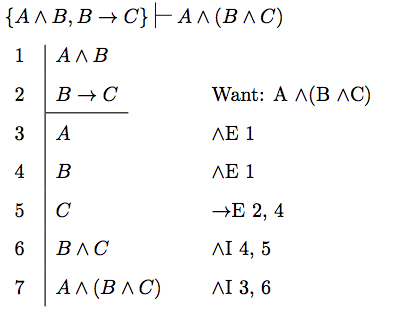 {A ∧ B, B → C} ⊢ A ∧ (B ∧ C)
1 A ∧ B
2 B → C Want: A ∧(B ∧C)
3 A ∧E 1
4 B ∧E 1
5 C →E 2, 4
6 B ∧ C ∧I 4, 5
7 A ∧ (B ∧ C) ∧I 3, 6